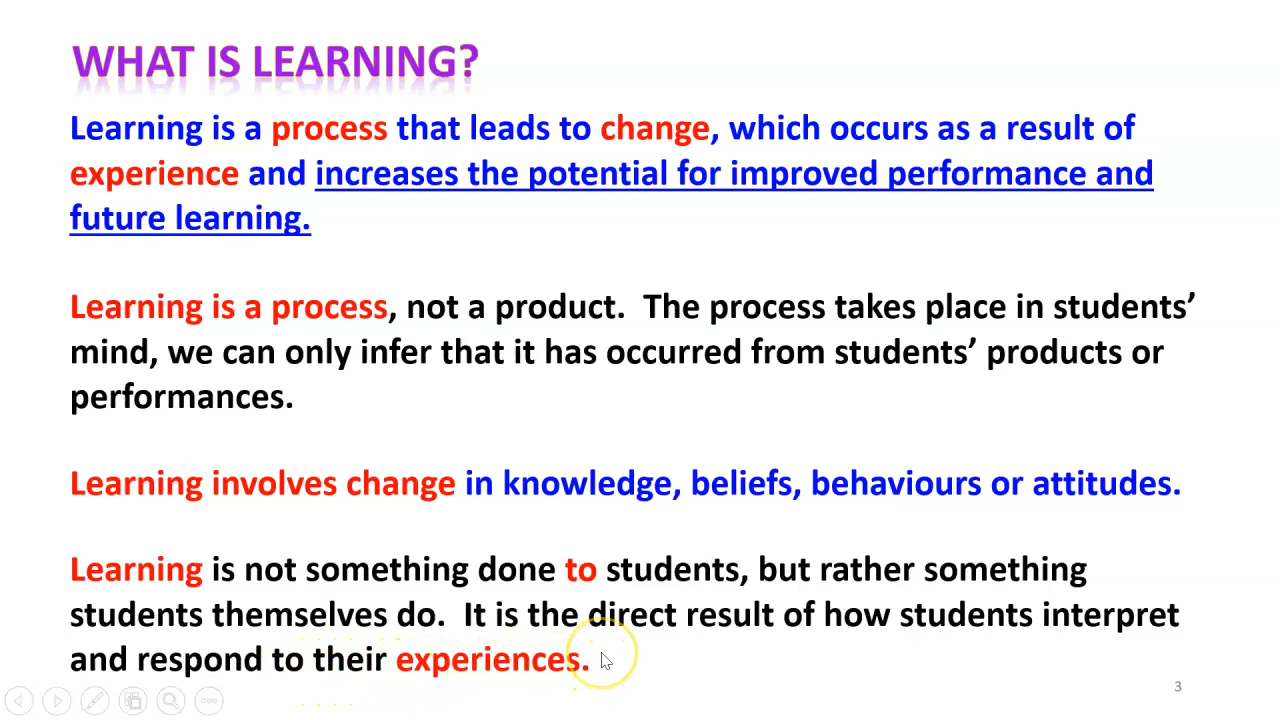 WHAT IS LEARNING?
Learning is a process that leads to change, which occurs as a result of
experience and increases the potential for improved performance and
future learning.
Learning is a process, not a product.  The process takes place in students’
mind, we can only infer that it has occurred from students’ products or
performances.
Learning involves change in knowledge, beliefs, behaviours or attitudes.
Learning is not something done to students, but rather something
students themselves do.  It is the direct result of how students interpret
and respond to their experiences.
3